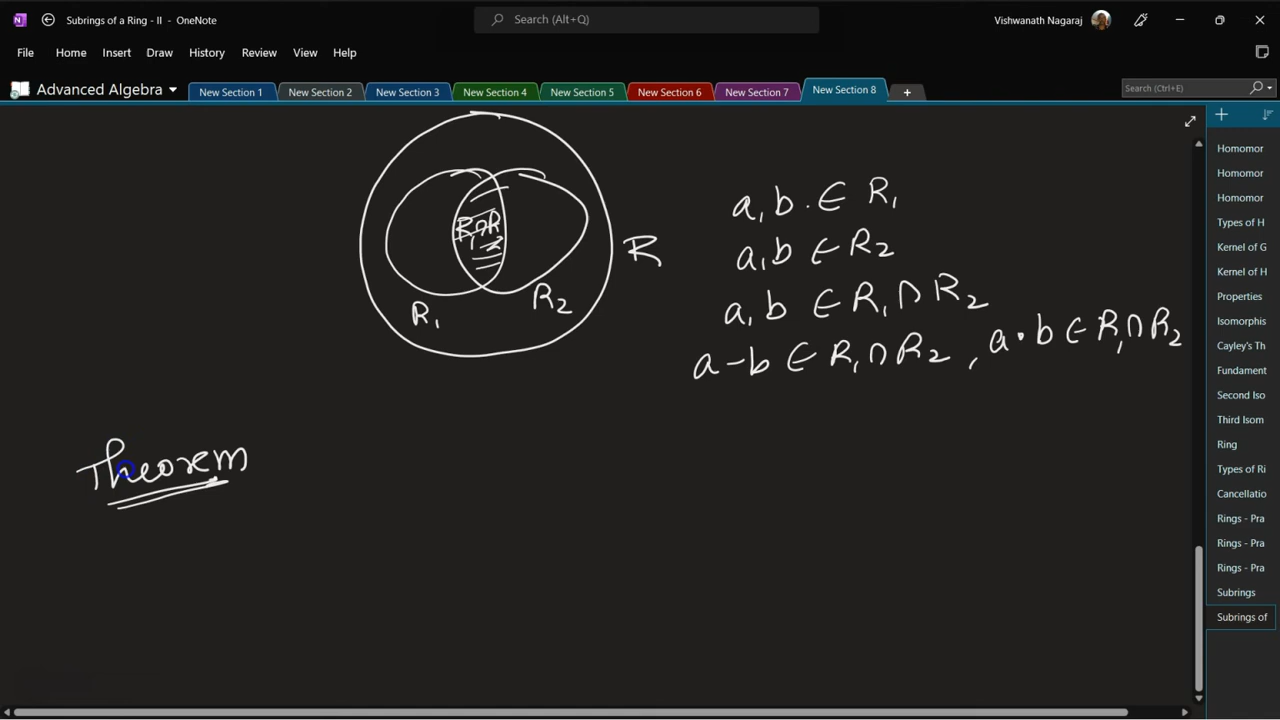 Subrings of a Ring - II - OneNote
Search (Alt+Q)
Vishwanath Nagaraj
File Home Insert Draw History Review View Help
Advanced Algebra
New Section 1 New Section 2 New Section 3 New Section 4 New Section 5 New Section 6 New Section 7 New Section 8
Search (Ctrl+E)
R₁∩R₂
R₁
R₂
R
a, b ∈ R₁
a, b ∈ R₂
a, b ∈ R₁ ∩ R₂
a - b ∈ R₁ ∩ R₂ , a · b ∈ R₁ ∩ R₂
Theorem
Homomor
Homomor
Homomor
Types of H
Kernel of G
Kernel of H
Properties
Isomorphis
Cayley's Th
Fundament
Second Iso
Third Isom
Ring
Types of Ri
Cancellatio
Rings - Pra
Rings - Pra
Rings - Pra
Subrings
Subrings of